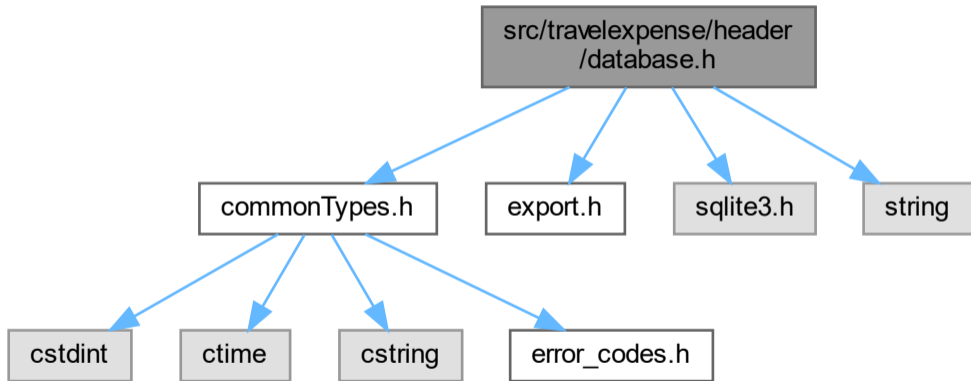 src/travelexpense/header
/database.h
commonTypes.h
export.h
sqlite3.h
string
cstdint
ctime
cstring
error_codes.h